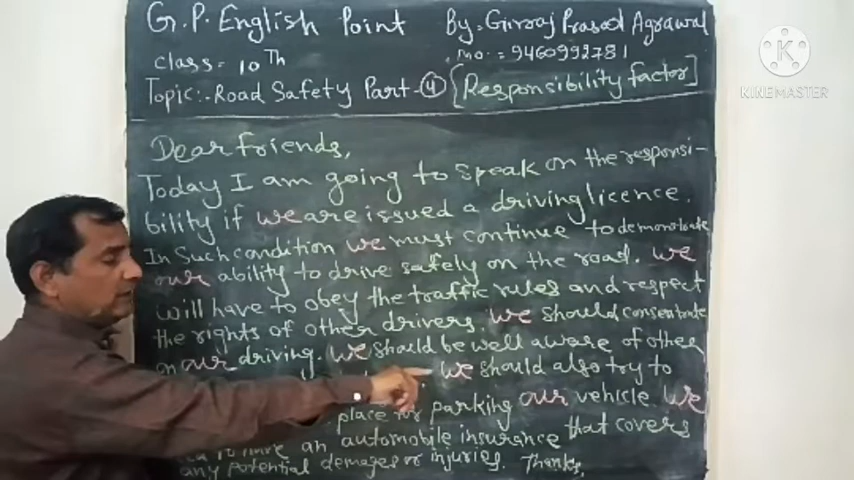 G.P. English Point By:- Girraj Prasad Agrawal
class:- 10 Th Mo.:= 9460992781
Topic:- Road Safety Part-4 [Responsibility factor]
K
KINEMASTER
Dear friends,
Today I am going to speak on the responsi-
bility if we are issued a driving licence.
In Such condition we must continue to demonstrate
our ability to drive safely on the road. we
will have to obey the traffic rules and respect
the rights of other drivers. we should consentrate
on our driving. we should be well aware of other
we should also try to
place for parking our vehicle. We
to have an automobile insurance that covers
any potential demages or injuries. Thanks.